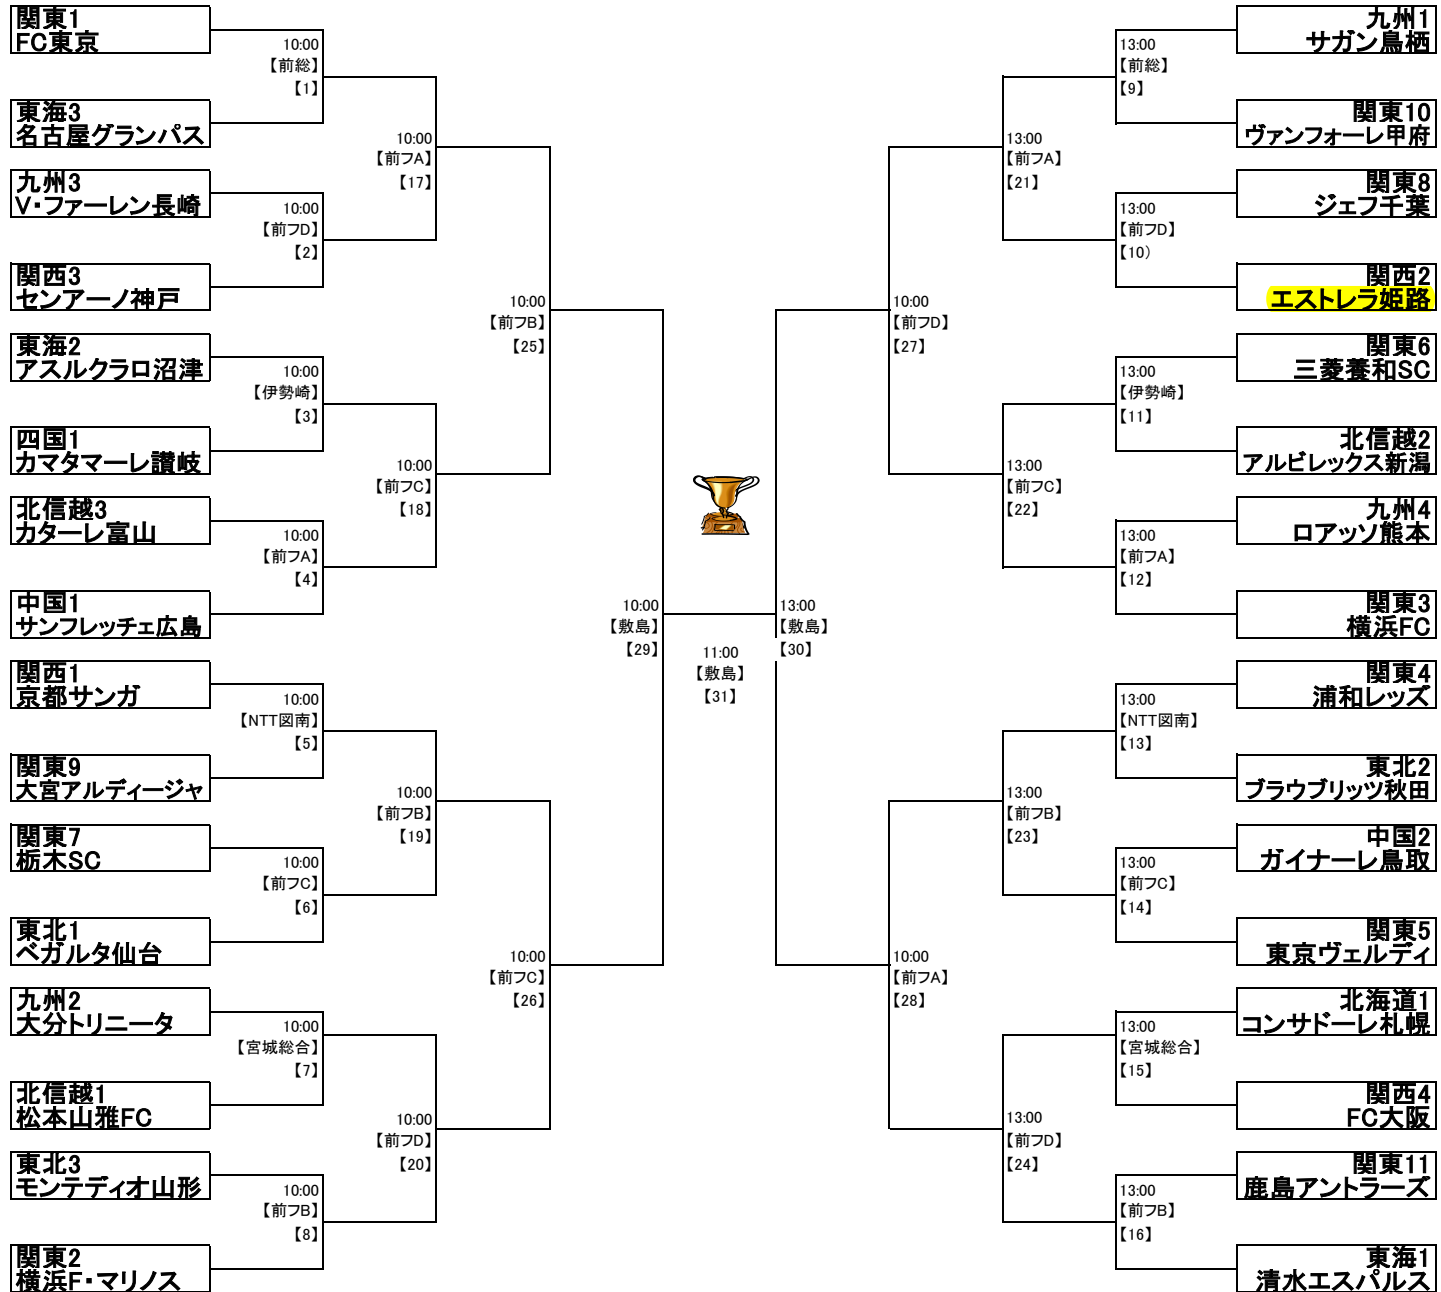 関東1
FC東京
10:00
【前総】
【1】
東海3
名古屋グランパス
10:00
【前フA】
【17】
九州3
V・ファーレン長崎
10:00
【前フD】
【2】
関西3
センアーノ神戸
10:00
【前フB】
【25】
東海2
アスルクラロ沼津
10:00
【伊勢崎】
【3】
四国1
カマタマーレ讃岐
10:00
【前フC】
【18】
北信越3
カターレ富山
10:00
【前フA】
【4】
中国1
サンフレッチェ広島
10:00
【敷島】
【29】
関西1
京都サンガ
10:00
【NTT図南】
【5】
関東9
大宮アルディージャ
10:00
【前フB】
【19】
関東7
栃木SC
10:00
【前フC】
【6】
東北1
ベガルタ仙台
10:00
【前フC】
【26】
九州2
大分トリニータ
10:00
【宮城総合】
【7】
北信越1
松本山雅FC
10:00
【前フD】
【20】
東北3
モンテディオ山形
10:00
【前フB】
【8】
関東2
横浜F・マリノス
11:00
【敷島】
【31】
13:00
【敷島】
【30】
九州1
サガン鳥栖
13:00
【前総】
【9】
関東10
ヴァンフォーレ甲府
13:00
【前フA】
【21】
関東8
ジェフ千葉
13:00
【前フD】
【10）
関西2
エストレラ姫路
10:00
【前フD】
【27】
関東6
三菱養和SC
13:00
【伊勢崎】
【11】
北信越2
アルビレックス新潟
13:00
【前フC】
【22】
九州4
ロアッソ熊本
13:00
【前フA】
【12】
関東3
横浜FC
関東4
浦和レッズ
13:00
【NTT図南】
【13】
東北2
ブラウブリッツ秋田
13:00
【前フB】
【23】
中国2
ガイナーレ鳥取
13:00
【前フC】
【14】
関東5
東京ヴェルディ
10:00
【前フA】
【28】
北海道1
コンサドーレ札幌
13:00
【宮城総合】
【15】
関西4
FC大阪
13:00
【前フD】
【24】
関東11
鹿島アントラーズ
13:00
【前フB】
【16】
東海1
清水エスパルス